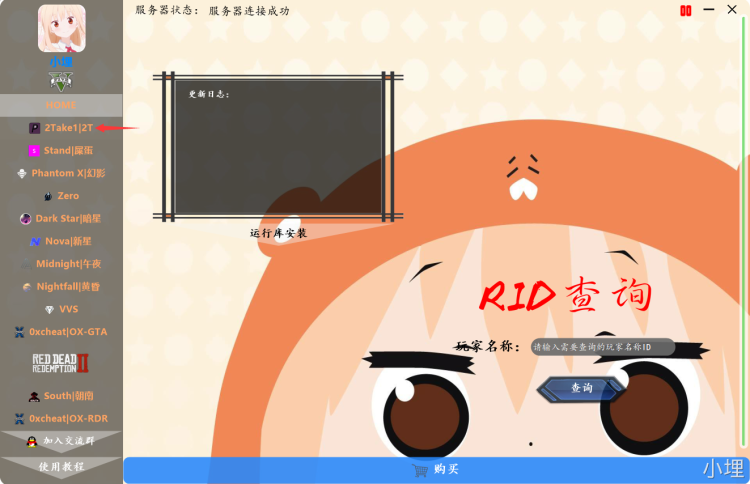 服务器状态： 服务器连接成功
小埋
HOME
2Take1|2T
Stand|屎蛋
Phantom X|幻影
Zero
Dark Star|暗星
Nova|新星
Midnight|午夜
Nightfall|黄昏
VVS
0xcheat|OX-GTA
RED DEAD
REDEMPTION II
South|朝南
0xcheat|OX-RDR
加入交流群
使用教程
更新日志：
运行库安装
RID查询
玩家名称：
请输入需要查询的玩家名称ID
查询
购买
小埋